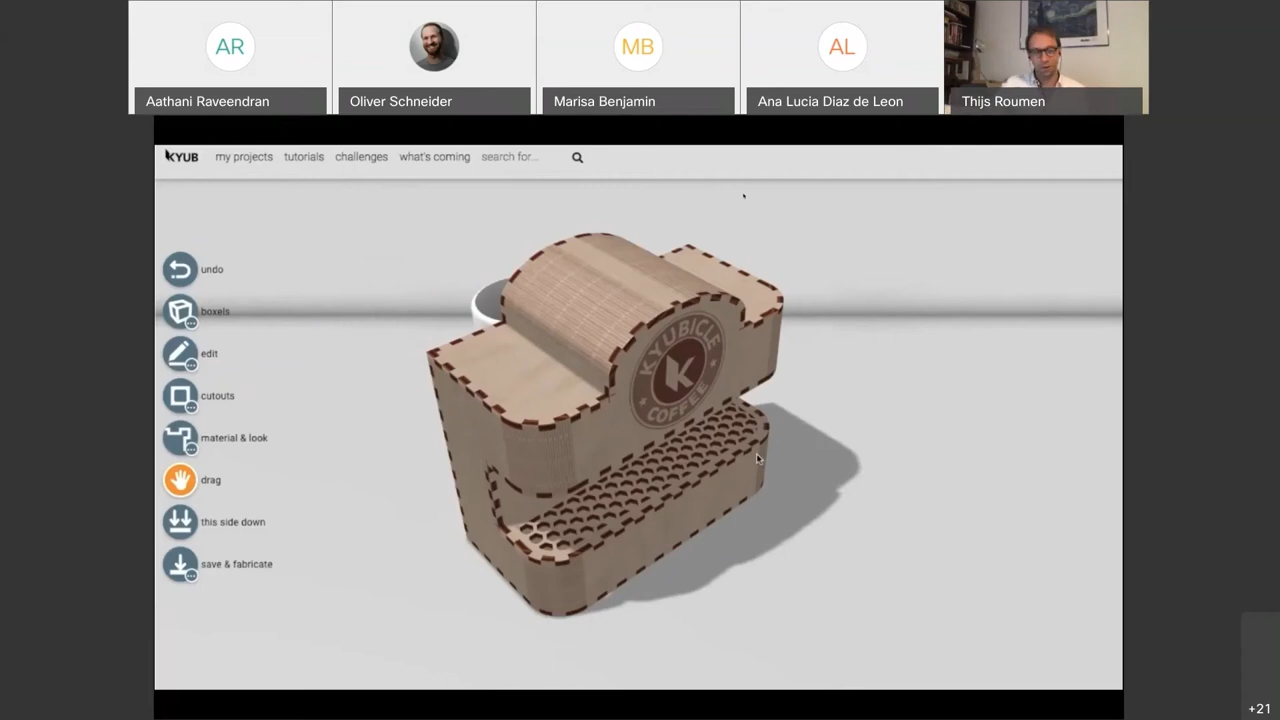 AR
MB
AL
Aathani Raveendran
Oliver Schneider
Marisa Benjamin
Ana Lucia Diaz de Leon
Thijs Roumen
KYUB
my projects
tutorials
challenges
what's coming
search for...
undo
boxels
edit
cutouts
material & look
drag
this side down
save & fabricate
KYUBICLE
K
COFFEE
+21